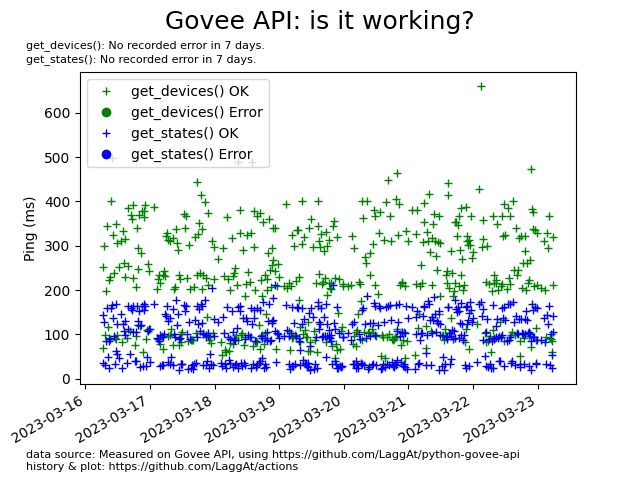 Govee API: is it working?
get_devices(): No recorded error in 7 days.
get_states(): No recorded error in 7 days.
get_devices() OK
get_devices() Error
get_states() OK
get_states() Error
Ping (ms)
600
500
400
300
200
100
0
2023-03-16
2023-03-17
2023-03-18
2023-03-19
2023-03-20
2023-03-21
2023-03-22
2023-03-23
data source: Measured on Govee API, using https://github.com/LaggAt/python-govee-api
history & plot: https://github.com/LaggAt/actions